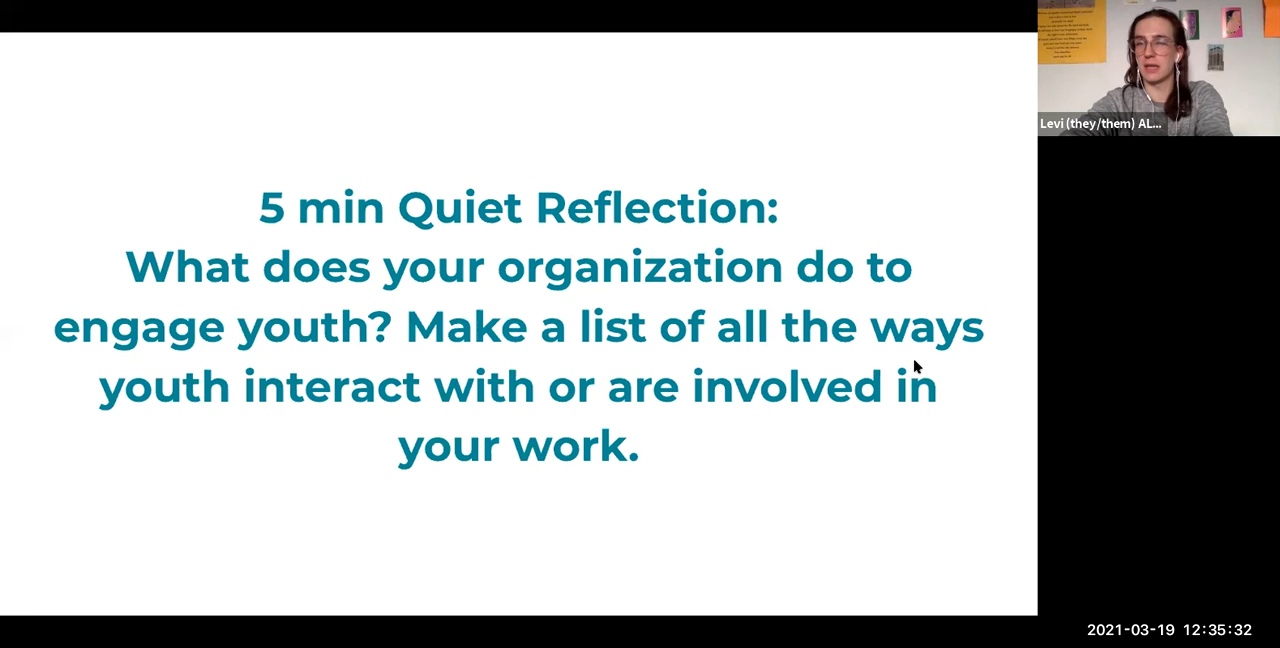 5 min Quiet Reflection:
What does your organization do to
engage youth? Make a list of all the ways
youth interact with or are involved in
your work.
Levi (they/them) AL...
2021-03-19 12:35:32